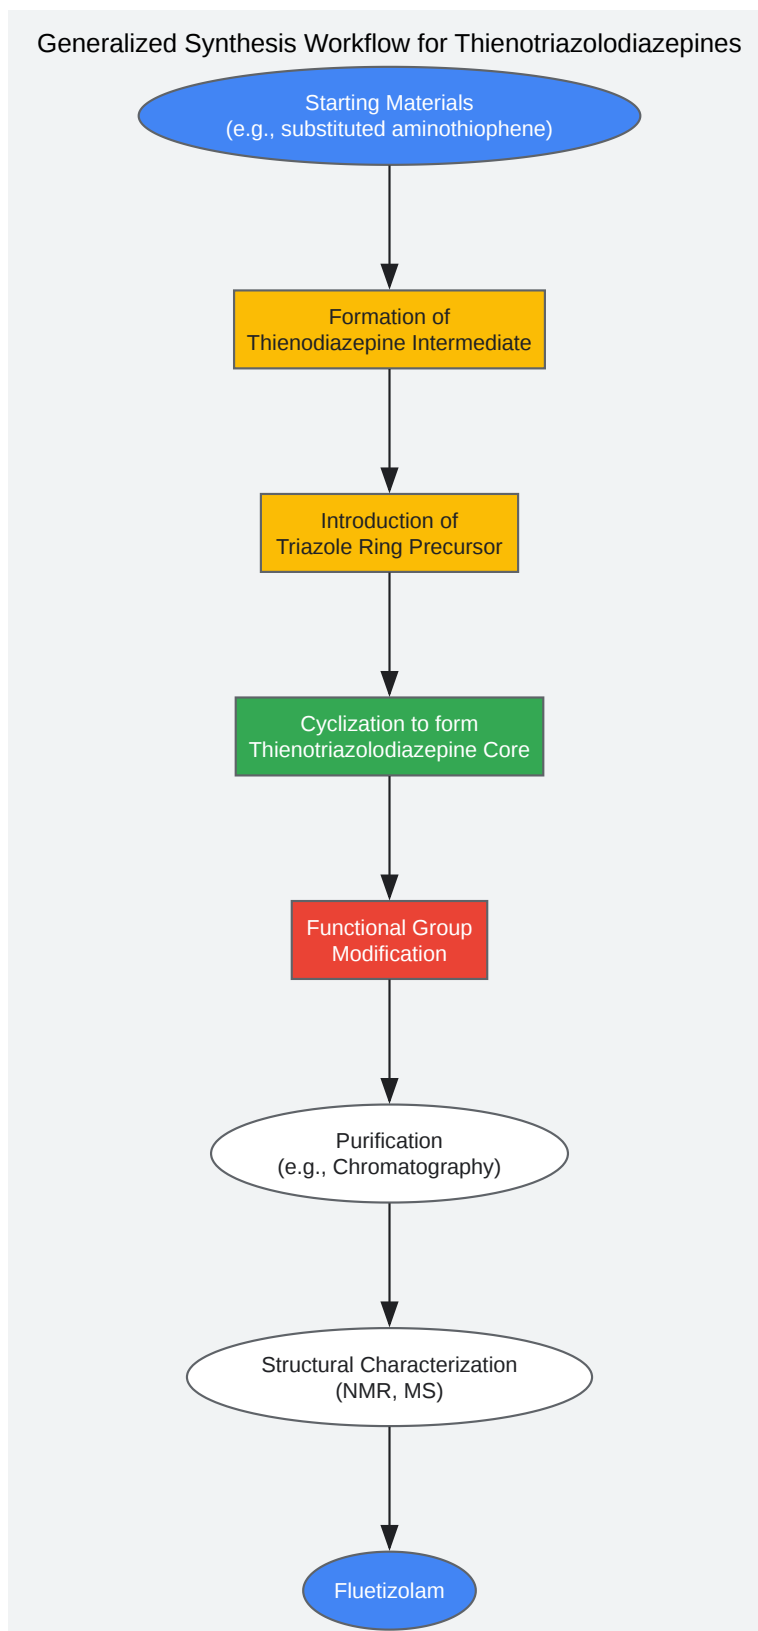 Generalized Synthesis Workflow for Thienotriazolodiazepines
Starting Materials
(e.g., substituted aminothiophene)
Formation of
Thienodiazepine Intermediate
Introduction of
Triazole Ring Precursor
Cyclization to form
Thienotriazolodiazepine Core
Functional Group
Modification
Purification
(e.g., Chromatography)
Structural Characterization
(NMR, MS)
Fluetizolam